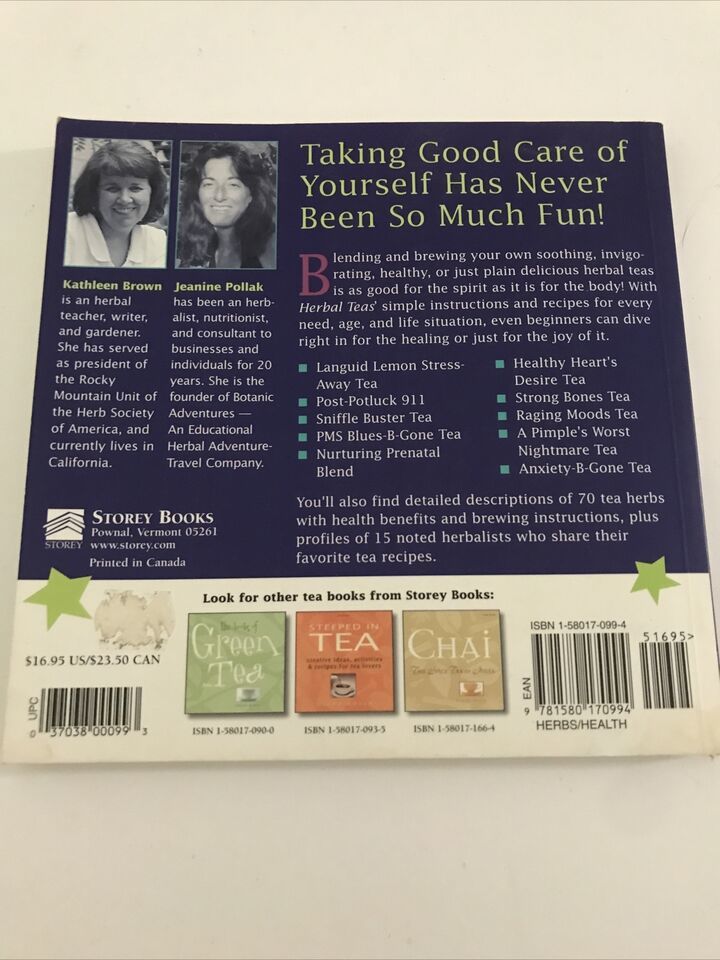 Taking Good Care of
Yourself Has Never
Been So Much Fun!
Blending and brewing your own soothing, invigo-
rating, healthy, or just plain delicious herbal teas
is as good for the spirit as it is for the body! With
Herbal Teas' simple instructions and recipes for every
need, age, and life situation, even beginners can dive
right in for the healing or just for the joy of it.
Languid Lemon Stress-
Away Tea
Post-Potluck 911
Sniffle Buster Tea
PMS Blues-B-Gone Tea
Nurturing Prenatal
Blend
Healthy Heart's
Desire Tea
Strong Bones Tea
Raging Moods Tea
A Pimple's Worst
Nightmare Tea
Anxiety-B-Gone Tea
You'll also find detailed descriptions of 70 tea herbs
with health benefits and brewing instructions, plus
profiles of 15 noted herbalists who share their
favorite tea recipes.
Kathleen Brown
is an herbal
teacher, writer,
and gardener.
She has served
as president of
the Rocky
Mountain Unit of
the Herb Society
of America, and
currently lives in
California.
Jeanine Pollak
has been an herb-
alist, nutritionist,
and consultant to
businesses and
individuals for 20
years. She is the
founder of Botanic
Adventures —
An Educational
Herbal Adventure-
Travel Company.
STOREY
STOREY BOOKS
Pownal, Vermont 05261
www.storey.com
Printed in Canada
Look for other tea books from Storey Books:
$16.95 US/$23.50 CAN
UPC
0 37038 00099 3
Green
Tea
ISBN 1-58017-090-0
STEEPED IN
TEA
creative ideas, activities
& recipes for tea lovers
ISBN 1-58017-093-5
CHAI
ISBN 1-58017-166-4
ISBN 1-58017-099-4
51695>
EAN
9 781580 170994
HERBS/HEALTH